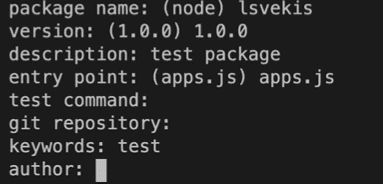 package name: (node) lsvekis
version: (1.0.0) 1.0.0
description: test package
entry point: (apps.js) apps.js
test command:
git repository:
keywords: test
author: